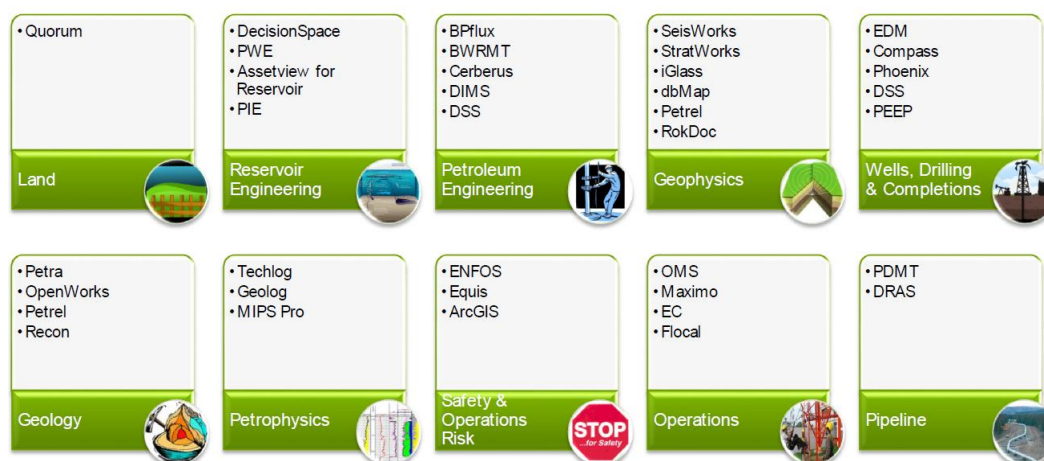 • Quorum
Land
• DecisionSpace
• PWE
• Assetview for
Reservoir
• PIE
Reservoir
Engineering
• BPflux
• BWRMT
• Cerberus
• DIMS
• DSS
Petroleum
Engineering
• SeisWorks
• StratWorks
• iGlass
• dbMap
• Petrel
• RokDoc
Geophysics
• EDM
• Compass
• Phoenix
• DSS
• PEEP
Wells, Drilling
& Completions
• Petra
• OpenWorks
• Petrel
• Recon
Geology
• Techlog
• Geolog
• MIPS Pro
Petrophysics
• ENFOS
• Equis
• ArcGIS
Safety &
Operations
Risk
STOP
...for Safety
• OMS
• Maximo
• EC
• Flocal
Operations
• PDMT
• DRAS
Pipeline